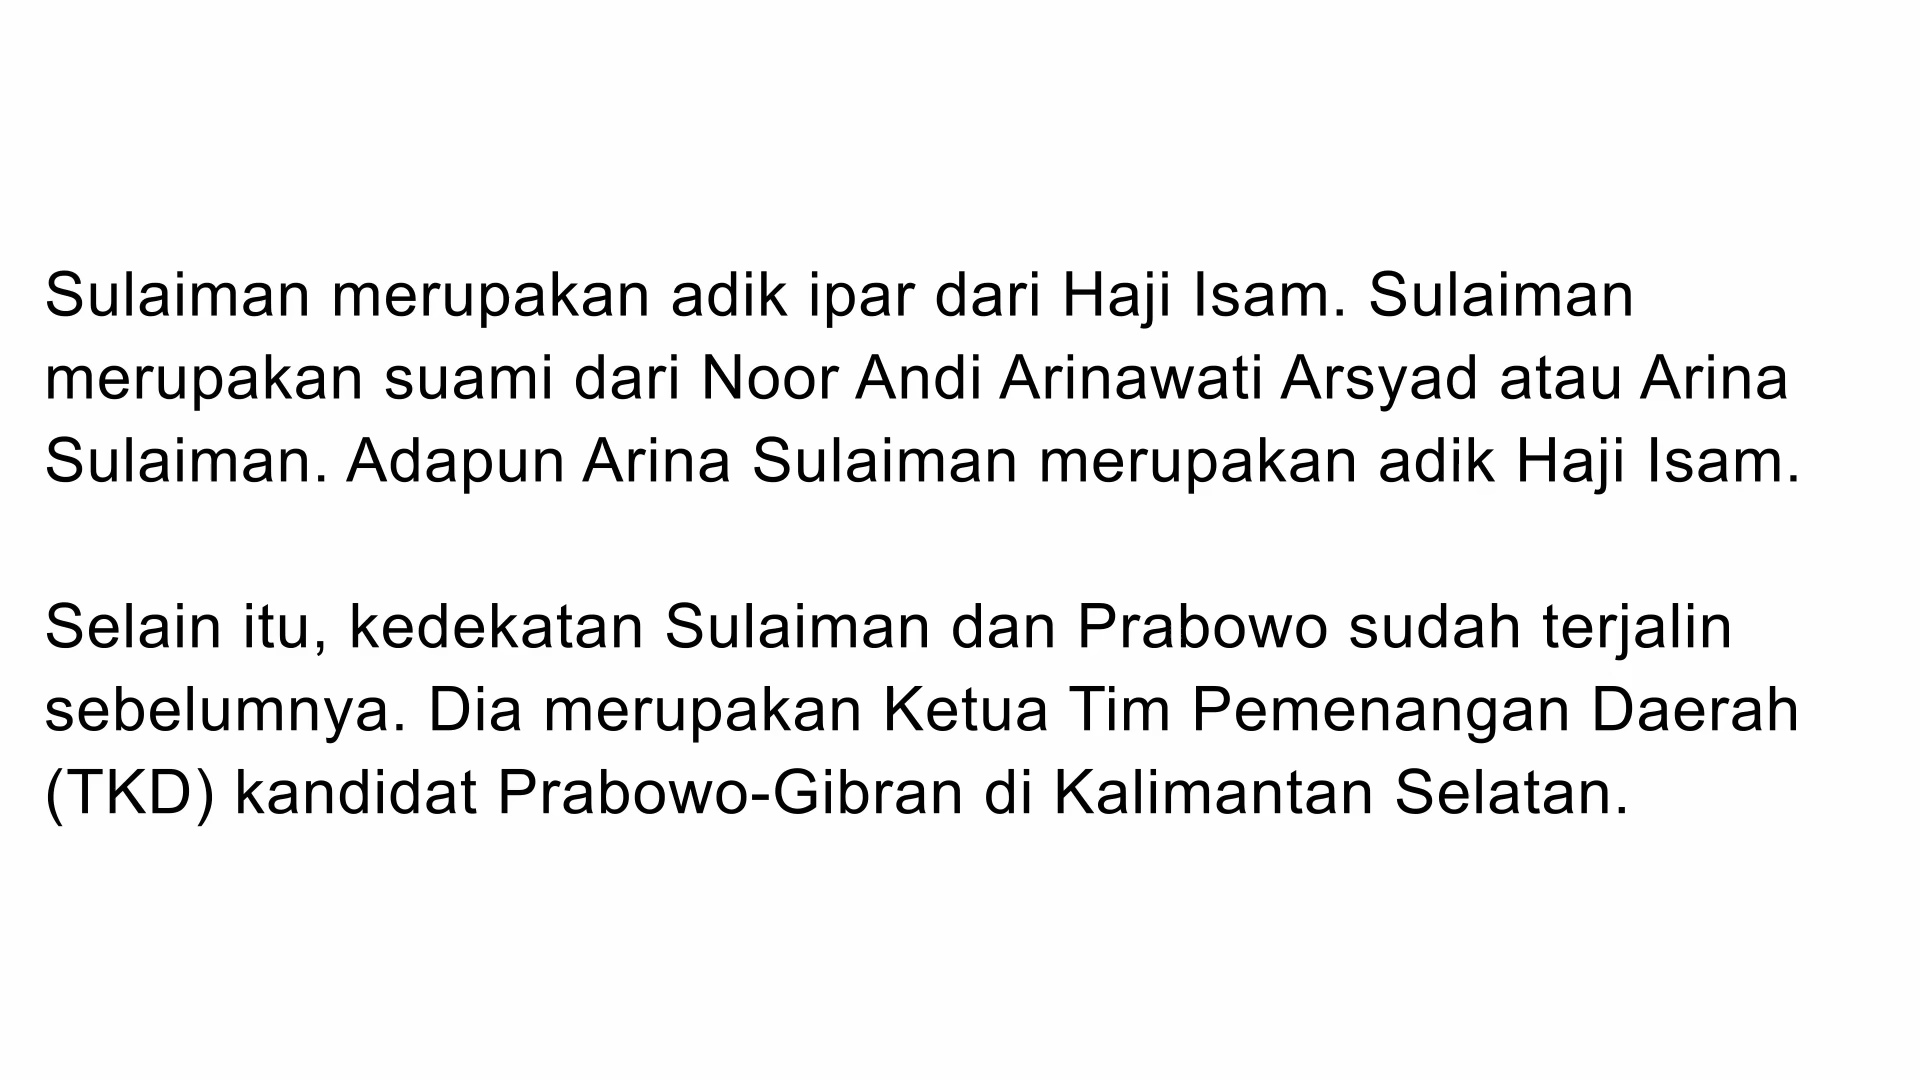 Sulaiman merupakan adik ipar dari Haji Isam. Sulaiman
merupakan suami dari Noor Andi Arinawati Arsyad atau Arina
Sulaiman. Adapun Arina Sulaiman merupakan adik Haji Isam.
Selain itu, kedekatan Sulaiman dan Prabowo sudah terjalin
sebelumnya. Dia merupakan Ketua Tim Pemenangan Daerah
(TKD) kandidat Prabowo-Gibran di Kalimantan Selatan.